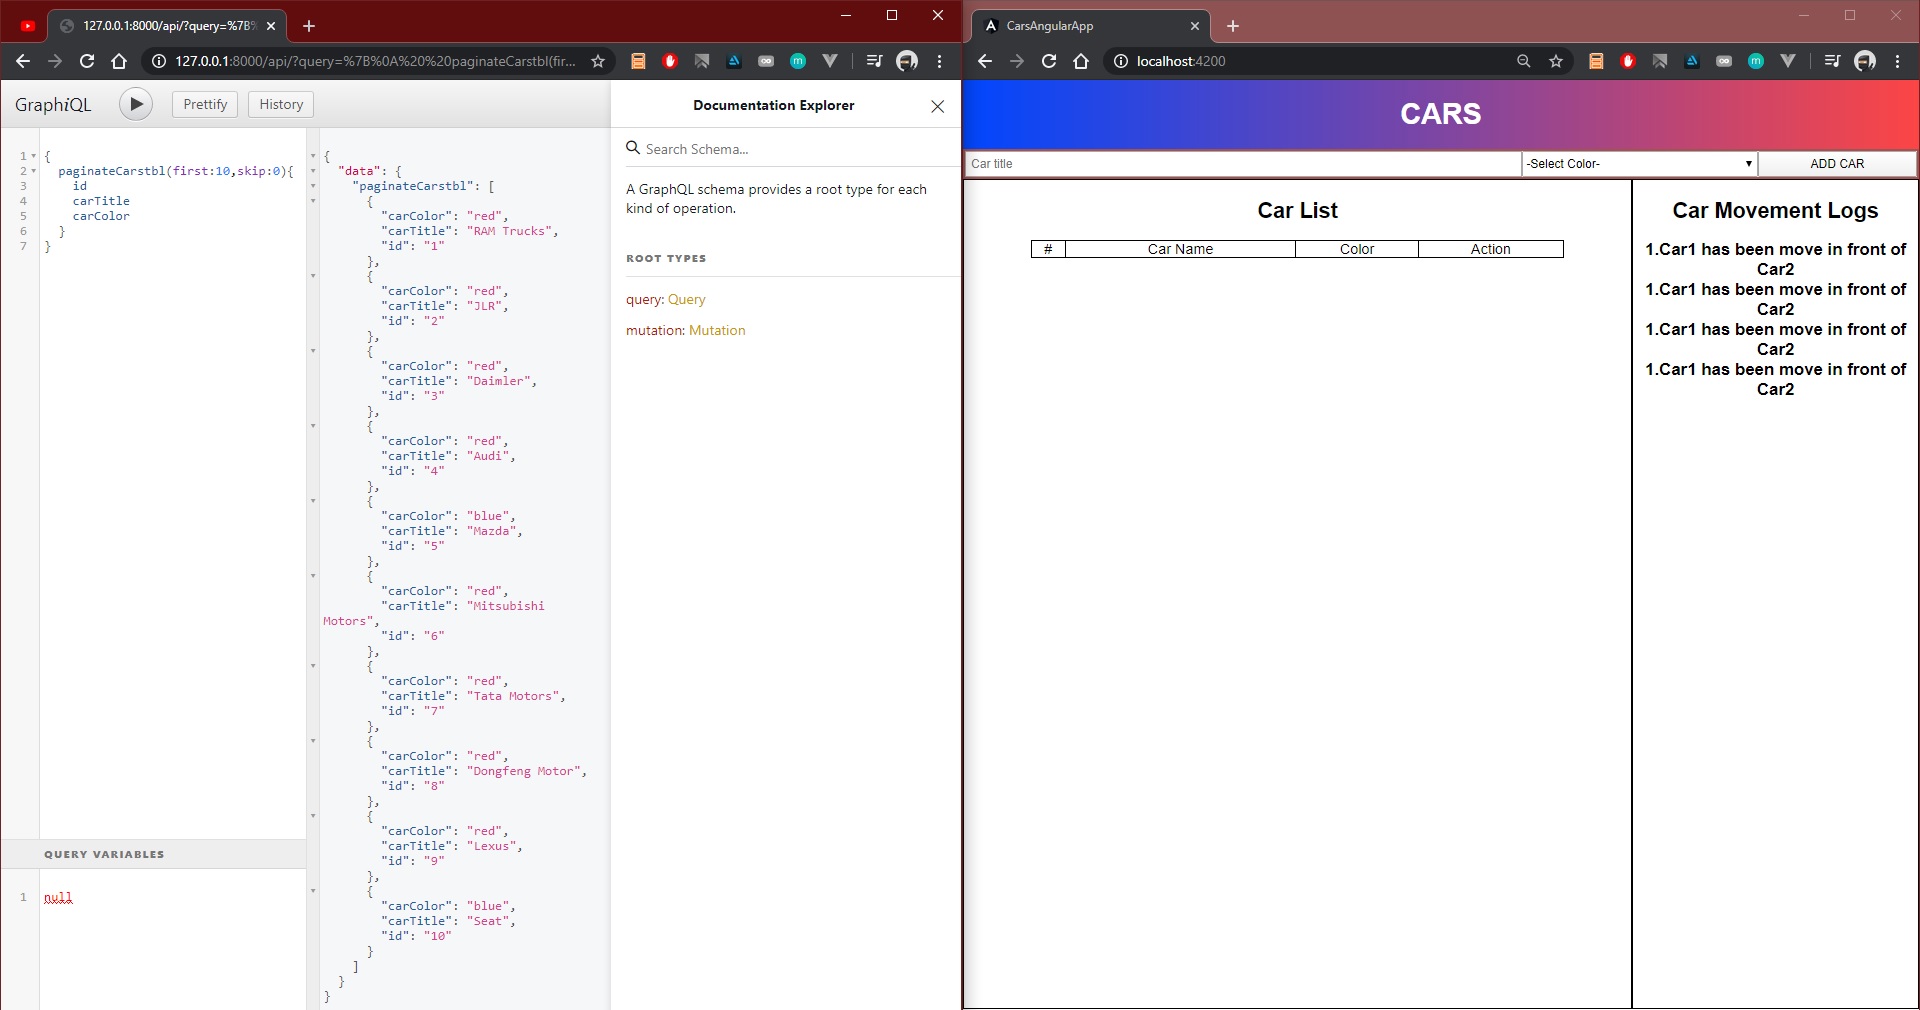 127.0.0.1:8000/api/?query=%7B%
127.0.0.1:8000/api/?query=%7B%0A%20%20paginateCarstbl(fir...
GraphiQL
Prettify
History
1 {
2 paginateCarstbl(first:10,skip:0){
3 id
4 carTitle
5 carColor
6 }
7 }
QUERY VARIABLES
1 null
{
"data": {
"paginateCarstbl": [
{
"carColor": "red",
"carTitle": "RAM Trucks",
"id": "1"
},
{
"carColor": "red",
"carTitle": "JLR",
"id": "2"
},
{
"carColor": "red",
"carTitle": "Daimler",
"id": "3"
},
{
"carColor": "red",
"carTitle": "Audi",
"id": "4"
},
{
"carColor": "blue",
"carTitle": "Mazda",
"id": "5"
},
{
"carColor": "red",
"carTitle": "Mitsubishi
Motors",
"id": "6"
},
{
"carColor": "red",
"carTitle": "Tata Motors",
"id": "7"
},
{
"carColor": "red",
"carTitle": "Dongfeng Motor",
"id": "8"
},
{
"carColor": "red",
"carTitle": "Lexus",
"id": "9"
},
{
"carColor": "blue",
"carTitle": "Seat",
"id": "10"
}
]
}
}
Documentation Explorer
Search Schema...
A GraphQL schema provides a root type for each
kind of operation.
ROOT TYPES
query: Query
mutation: Mutation
CarsAngularApp
localhost:4200
CARS
Car title
-Select Color-
ADD CAR
Car List
# Car Name Color Action
Car Movement Logs
1.Car1 has been move in front of
Car2
1.Car1 has been move in front of
Car2
1.Car1 has been move in front of
Car2
1.Car1 has been move in front of
Car2